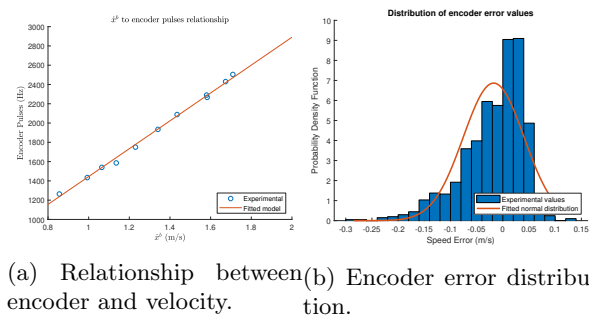 ẋᵇ to encoder pulses relationship
3000
2800
2600
2400
2200
2000
1800
1600
1400
1200
1000
Encoder Pulses (Hz)
0.8 1 1.2 1.4 1.6 1.8 2
ẋᵇ (m/s)
Experimental
Fitted model
(a) Relationship between
encoder and velocity.
Distribution of encoder error values
10
9
8
7
6
5
4
3
2
1
0
Probability Density Function
-0.3 -0.25 -0.2 -0.15 -0.1 -0.05 0 0.05 0.1 0.15
Speed Error (m/s)
Experimental values
Fitted normal distribution
(b) Encoder error distribu
tion.